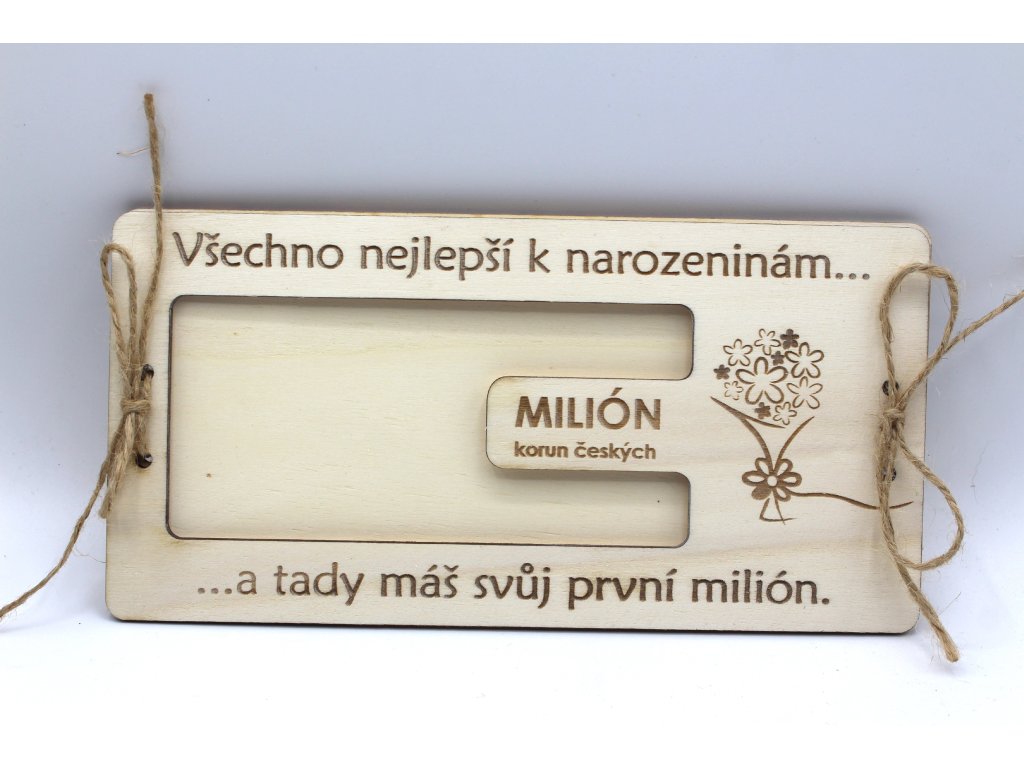 Všechno nejlepší k narozeninám...
MILIÓN
korun českých
...a tady máš svůj první milión.